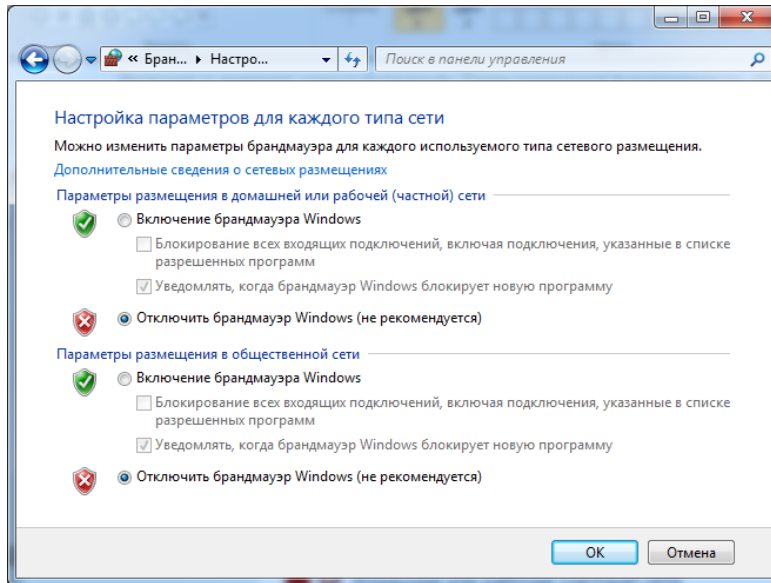 « Бран... ▸ Настро...
Поиск в панели управления
Настройка параметров для каждого типа сети
Можно изменить параметры брандмауэра для каждого используемого типа сетевого размещения.
Дополнительные сведения о сетевых размещениях
Параметры размещения в домашней или рабочей (частной) сети
Включение брандмауэра Windows
Блокирование всех входящих подключений, включая подключения, указанные в списке
разрешенных программ
Уведомлять, когда брандмауэр Windows блокирует новую программу
Отключить брандмауэр Windows (не рекомендуется)
Параметры размещения в общественной сети
Включение брандмауэра Windows
Блокирование всех входящих подключений, включая подключения, указанные в списке
разрешенных программ
Уведомлять, когда брандмауэр Windows блокирует новую программу
Отключить брандмауэр Windows (не рекомендуется)
ОК
Отмена